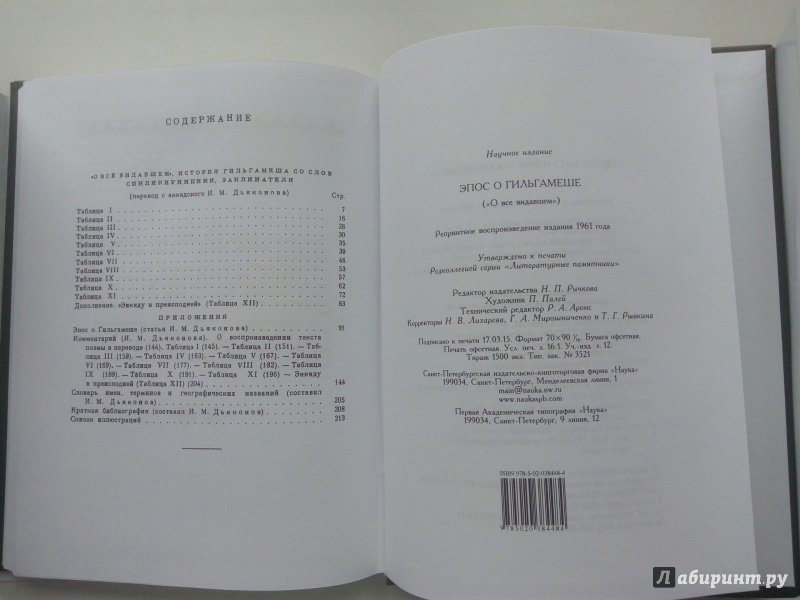 СОДЕРЖАНИЕ
«О ВСЕ ВИДАВШЕМ», ИСТОРИЯ ГИЛЬГАМЕША СО СЛОВ
СИНЛИКИУННИНИ, ЗАКЛИНАТЕЛЯ
(перевод с аккадского И. М. Дьяконова) Стр.
Таблица I 7
Таблица II 16
Таблица III 26
Таблица IV 30
Таблица V 35
Таблица VI 39
Таблица VII 46
Таблица VIII 53
Таблица IX 57
Таблица X 62
Таблица XI 72
Дополнение. «Энкиду в преисподней» (Таблица XII) 83
ПРИЛОЖЕНИЯ
Эпос о Гильгамеше (статья И. М. Дьяконова) 91
Комментарий (И. М. Дьяконова). О воспроизведении текста
поэмы в переводе (144). Таблица I (145). — Таблица II (151). — Таб-
лица III (159). — Таблица IV (163). — Таблица V (167). — Таблица
VI (169). — Таблица VII (177). — Таблица VIII (182). — Таблица
IX (189). — Таблица X (191). — Таблица XI (196) — Энкиду
в преисподней (Таблица XII) (204) 144
Словарь имен, терминов и географических названий (составил
И. М. Дьяконов) 205
Краткая библиография (составил И. М. Дьяконов) 208
Список иллюстраций 213
Научное издание
ЭПОС О ГИЛЬГАМЕШЕ
(«О все видавшем»)
Репринтное воспроизведение издания 1961 года
Утверждено к печати
Редколлегией серии «Литературные памятники»
Редактор издательства Н. П. Ричкова
Художник П. Палей
Технический редактор Р. А. Аронс
Корректоры Н. В. Лихарева, Г. А. Мирошниченко и Т. Г. Рывкина
Подписано к печати 17.03.15. Формат 70×90 1/16. Бумага офсетная.
Печать офсетная. Усл. печ. л. 16.1. Уч.-изд. л. 12.
Тираж 1500 экз. Тип. зак. № 3521
Санкт-Петербургская издательско-книготорговая фирма "Наука"
199034, Санкт-Петербург, Менделеевская линия, 1
main@nauka.nw.ru
www.naukaspb.com
Первая Академическая типография "Наука"
199034, Санкт-Петербург, 9 линия, 12
ISBN 978-5-02-038448-4
9785020384484
Лабиринт.ру